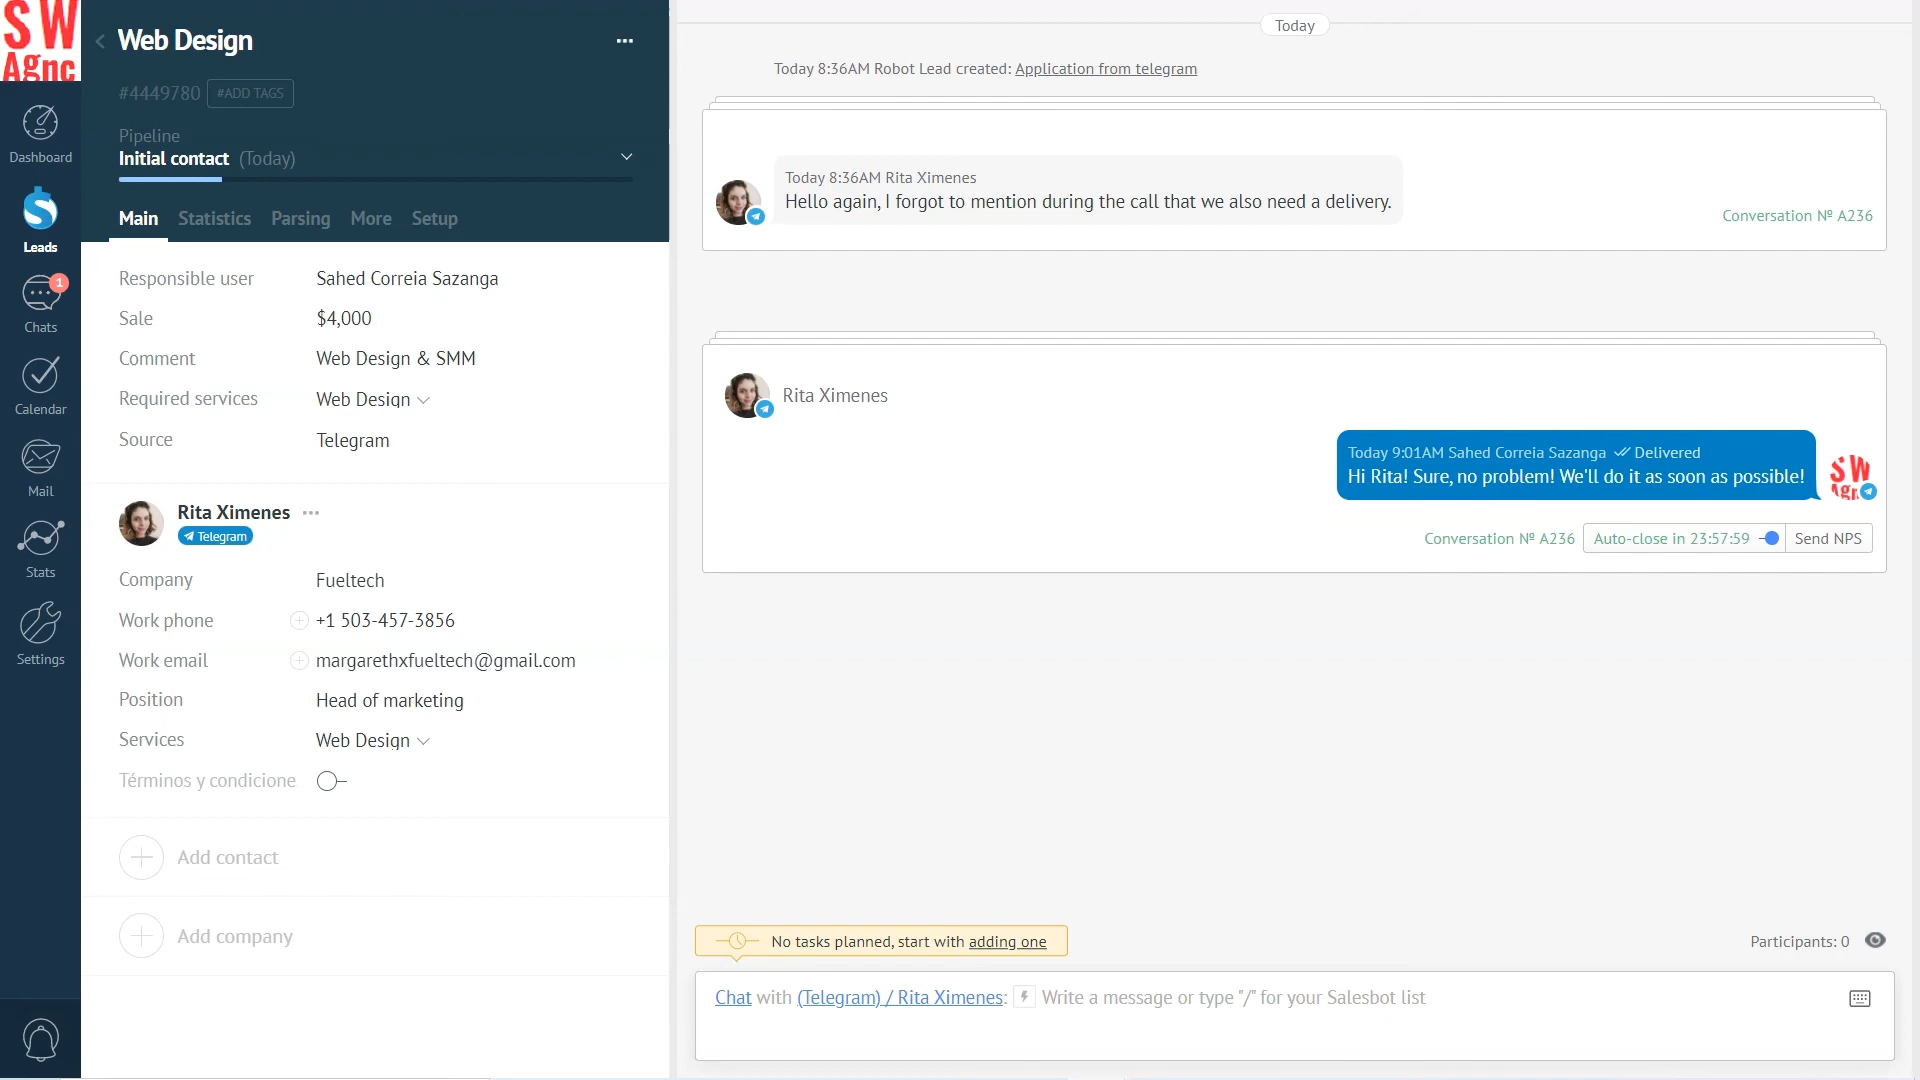 SW
Agnc
Dashboard
Leads
1
Chats
Calendar
Mail
Stats
Settings
Web Design
#4449780 #ADD TAGS
Pipeline
Initial contact (Today)
Main Statistics Parsing More Setup
Responsible user Sahed Correia Sazanga
Sale $4,000
Comment Web Design & SMM
Required services Web Design
Source Telegram
Rita Ximenes
Telegram
Company Fueltech
Work phone +1 503-457-3856
Work email margarethxfueltech@gmail.com
Position Head of marketing
Services Web Design
Términos y condicione
Add contact
Add company
Today
Today 8:36AM Robot Lead created: Application from telegram
Today 8:36AM Rita Ximenes
Hello again, I forgot to mention during the call that we also need a delivery.
Conversation Nº A236
Rita Ximenes
Today 9:01AM Sahed Correia Sazanga Delivered
Hi Rita! Sure, no problem! We'll do it as soon as possible!
SW
Agnc
Conversation Nº A236 Auto-close in 23:57:59 Send NPS
No tasks planned, start with adding one
Participants: 0
Chat with (Telegram) / Rita Ximenes: Write a message or type "/" for your Salesbot list